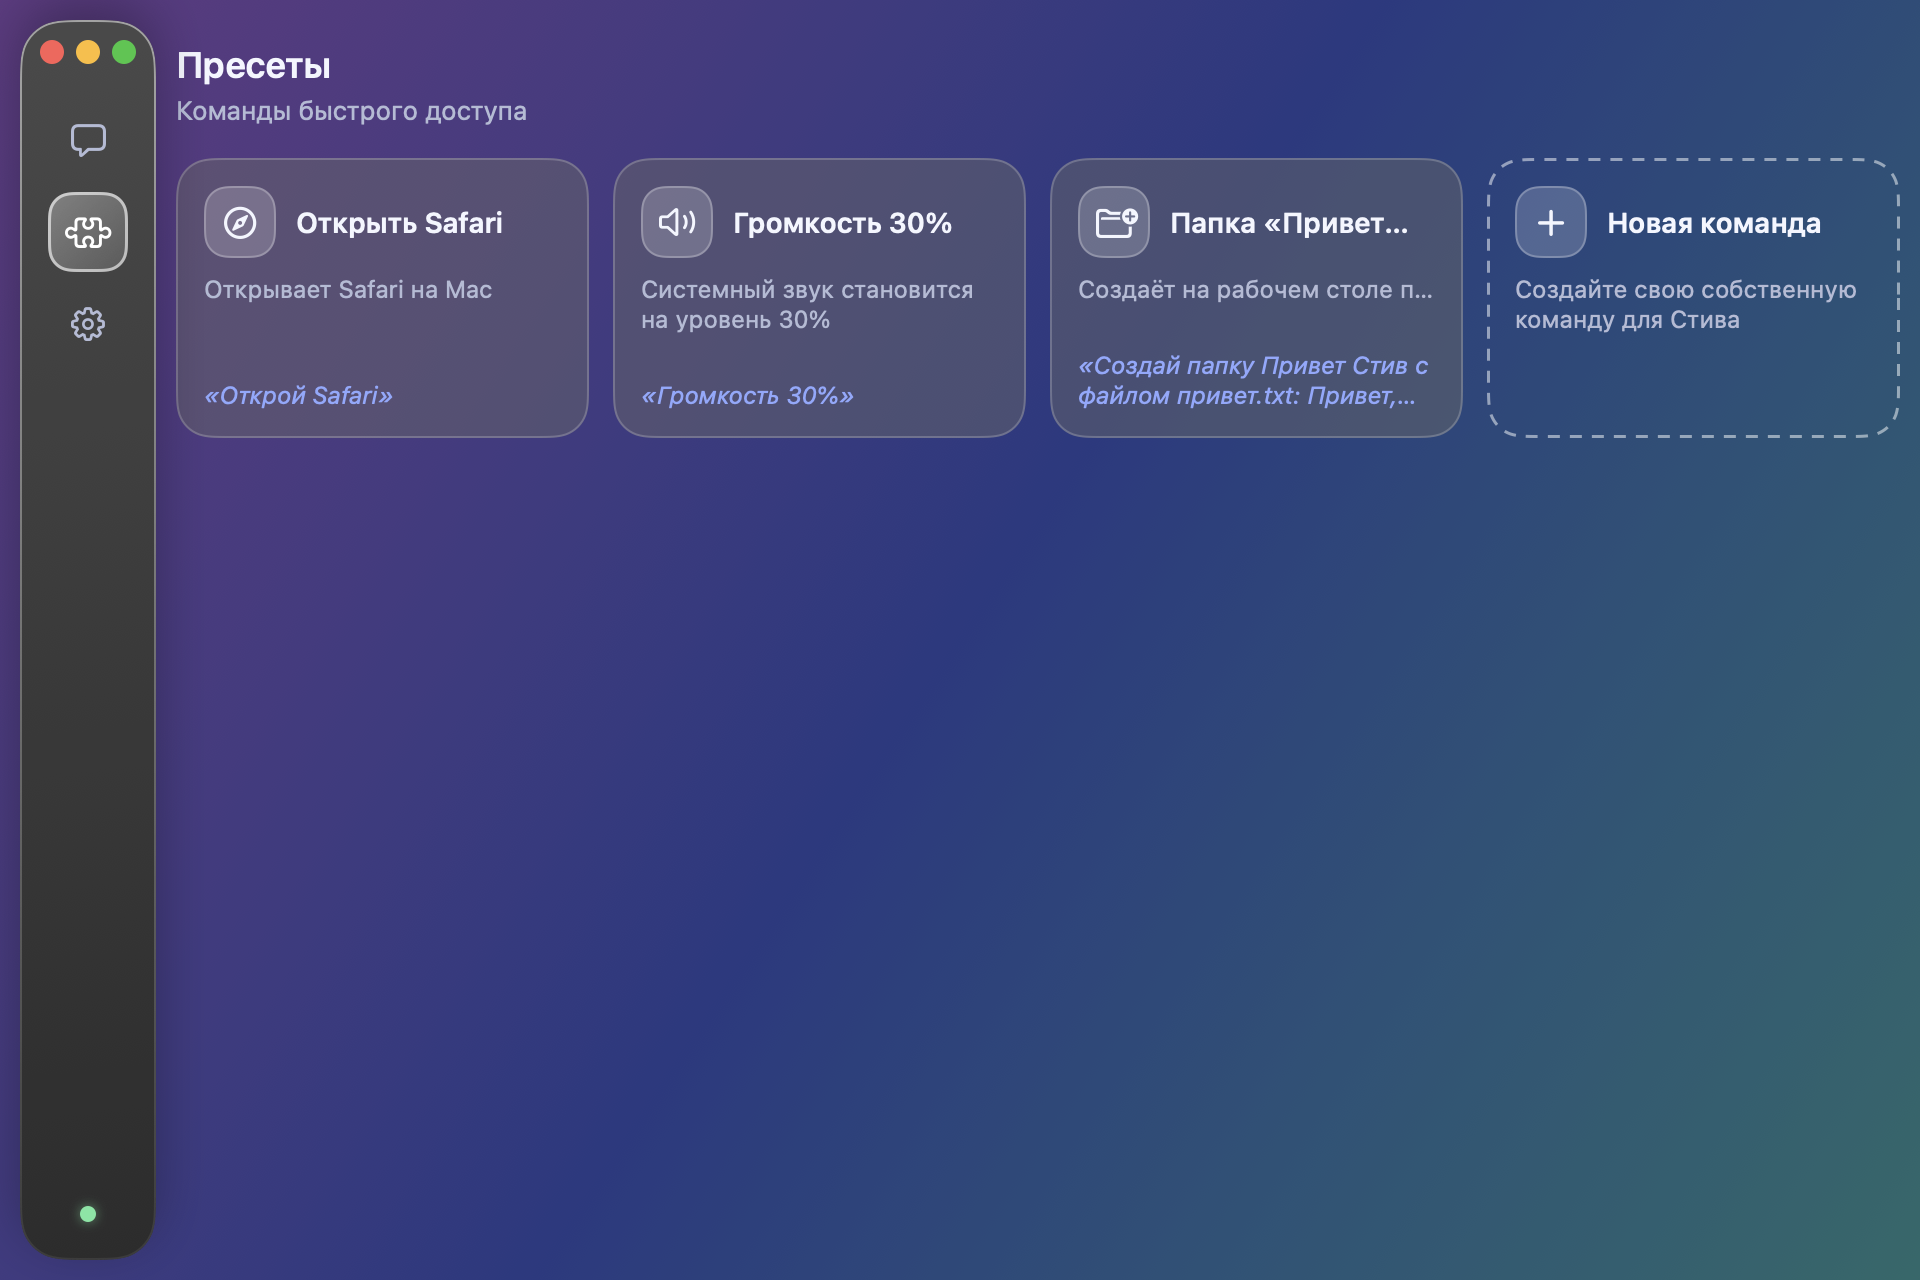 Пресеты
Команды быстрого доступа
Открыть Safari
Открывает Safari на Mac
«Открой Safari»
Громкость 30%
Системный звук становится
на уровень 30%
«Громкость 30%»
Папка «Привет...
Создаёт на рабочем столе п...
«Создай папку Привет Стив с
файлом привет.txt: Привет,...
Новая команда
Создайте свою собственную
команду для Стива